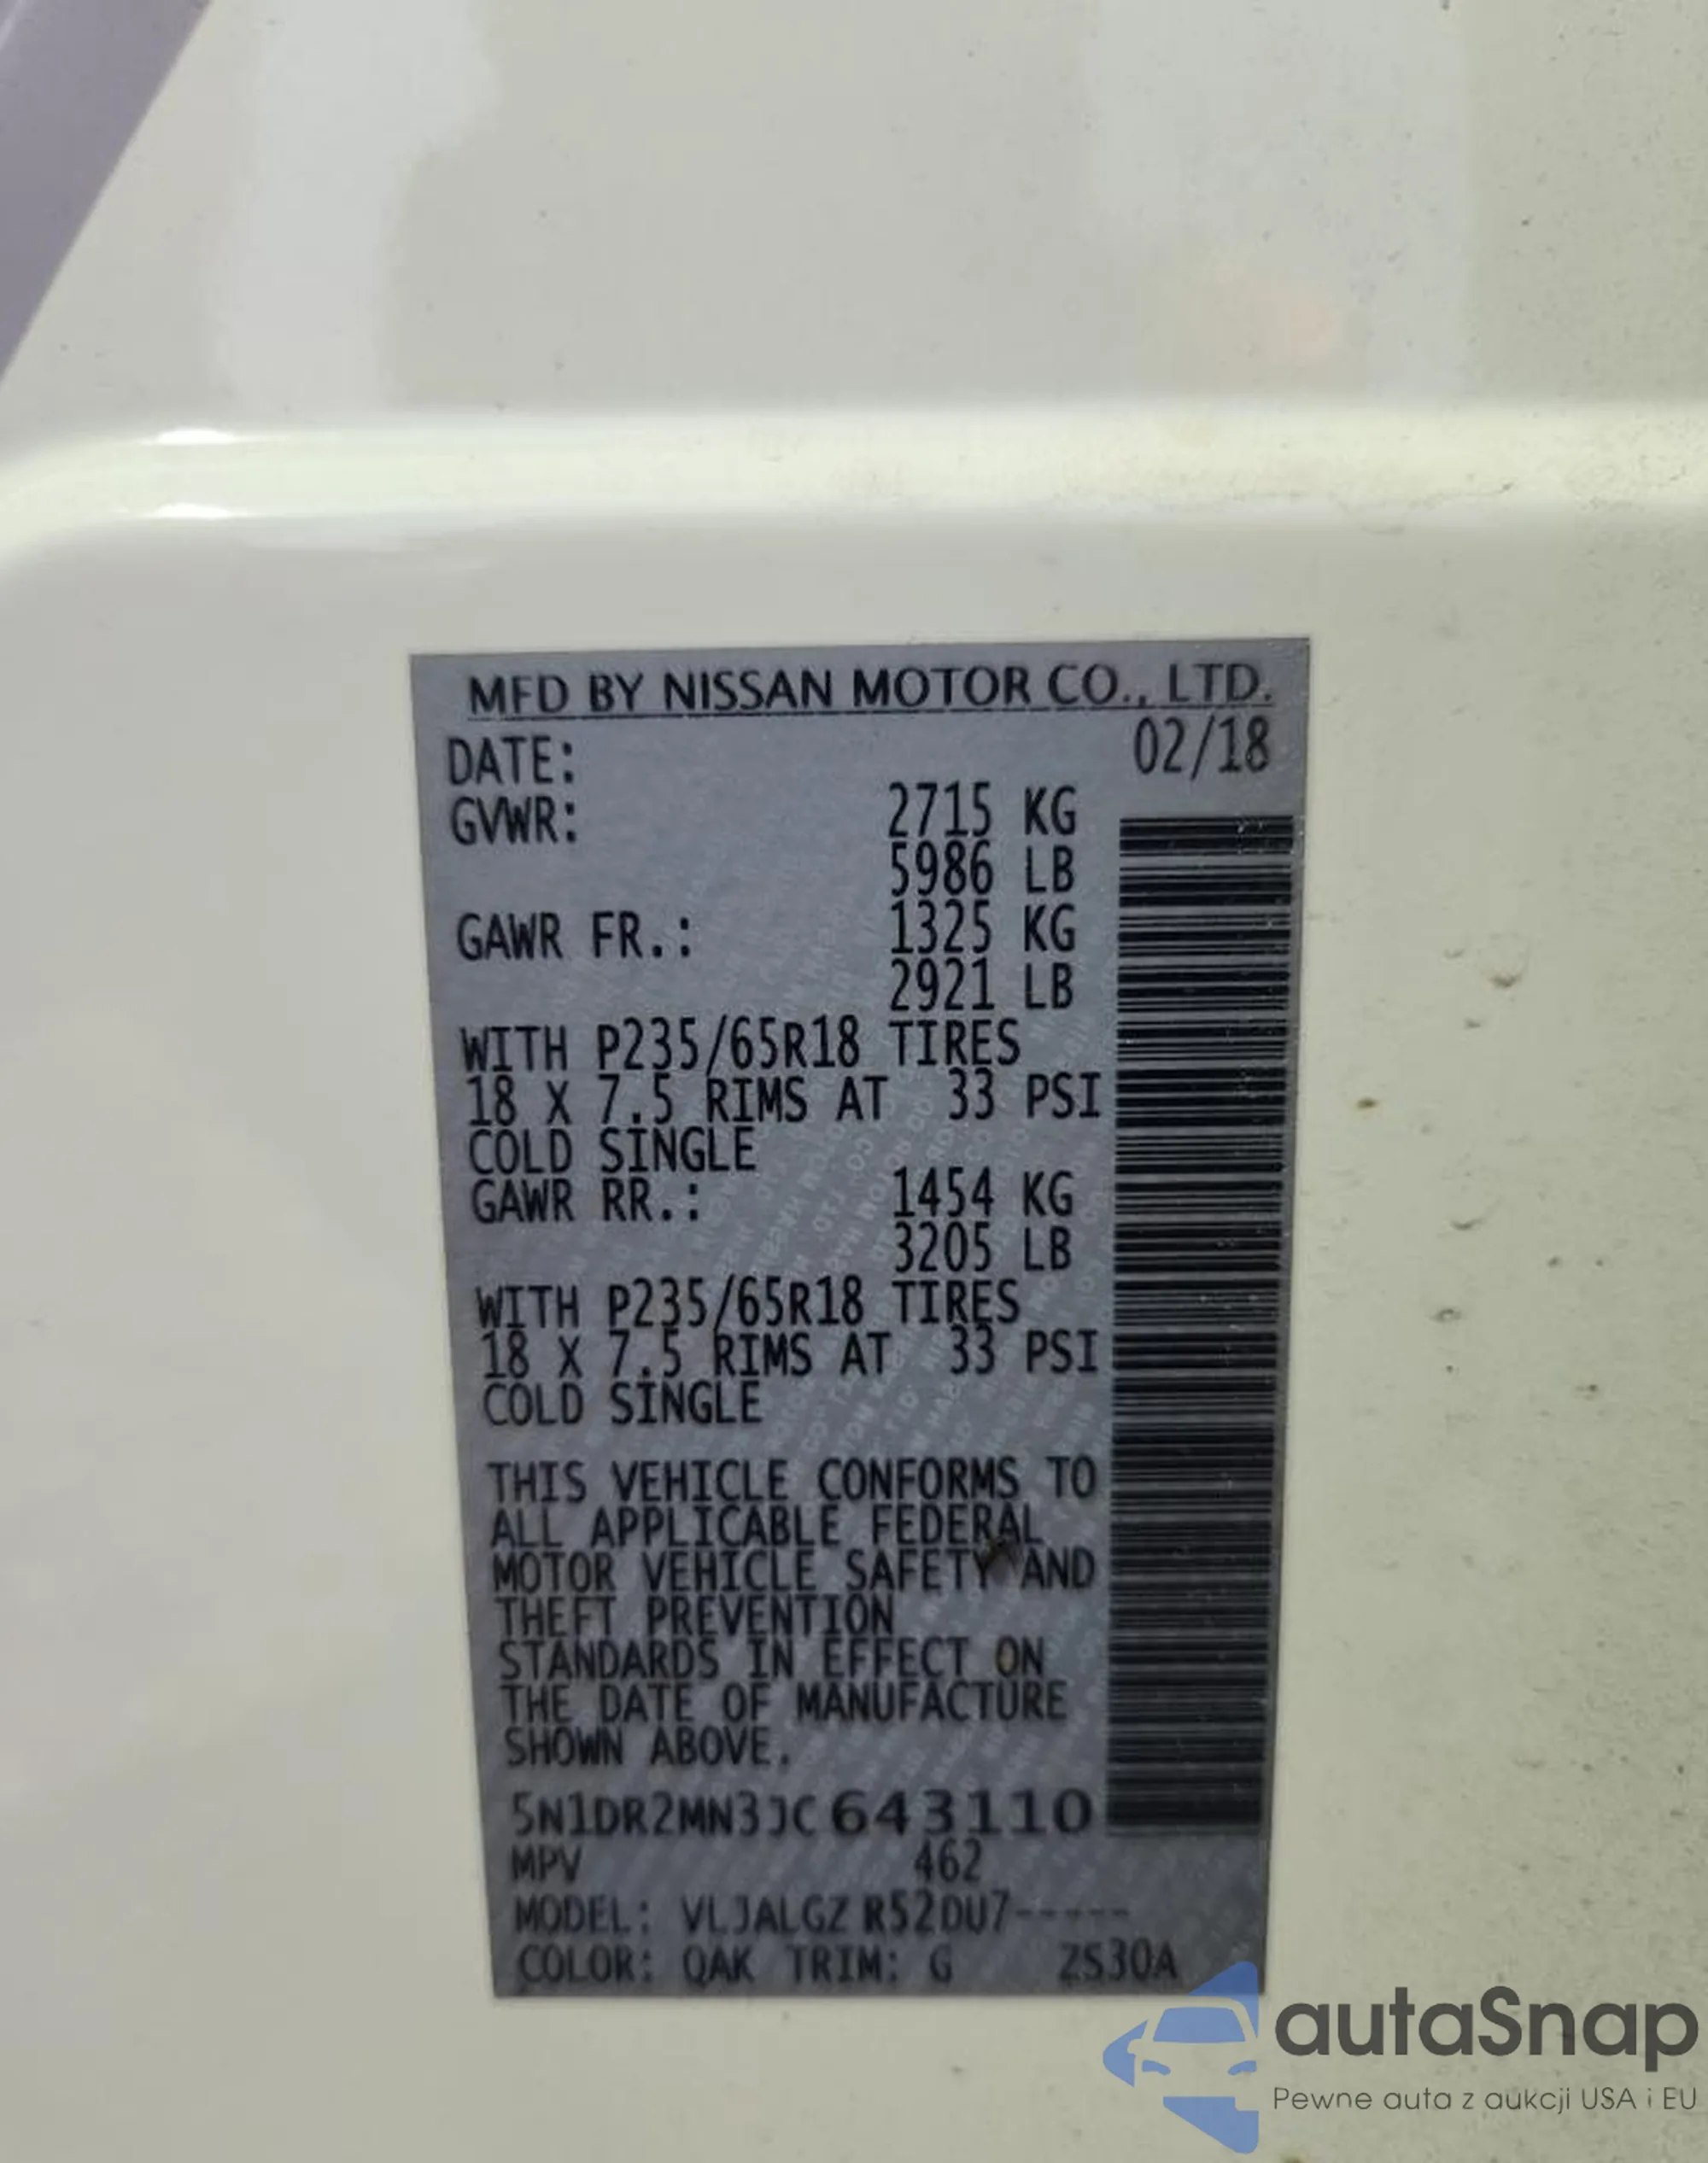 MFD BY NISSAN MOTOR CO., LTD.
DATE: 02/18
GVWR: 2715 KG
5986 LB
GAWR FR.: 1325 KG
2921 LB
WITH P235/65R18 TIRES
18 X 7.5 RIMS AT 33 PSI
COLD SINGLE
GAWR RR.: 1454 KG
3205 LB
WITH P235/65R18 TIRES
18 X 7.5 RIMS AT 33 PSI
COLD SINGLE
THIS VEHICLE CONFORMS TO
ALL APPLICABLE FEDERAL
MOTOR VEHICLE SAFETY AND
THEFT PREVENTION
STANDARDS IN EFFECT ON
THE DATE OF MANUFACTURE
SHOWN ABOVE.
5N1DR2MN3JC643110
MPV 462
MODEL: VLJALGZ R52DU7-----
COLOR: QAK TRIM: G 2S30A
autaSnap
Pewne auta z aukcji USA i EU